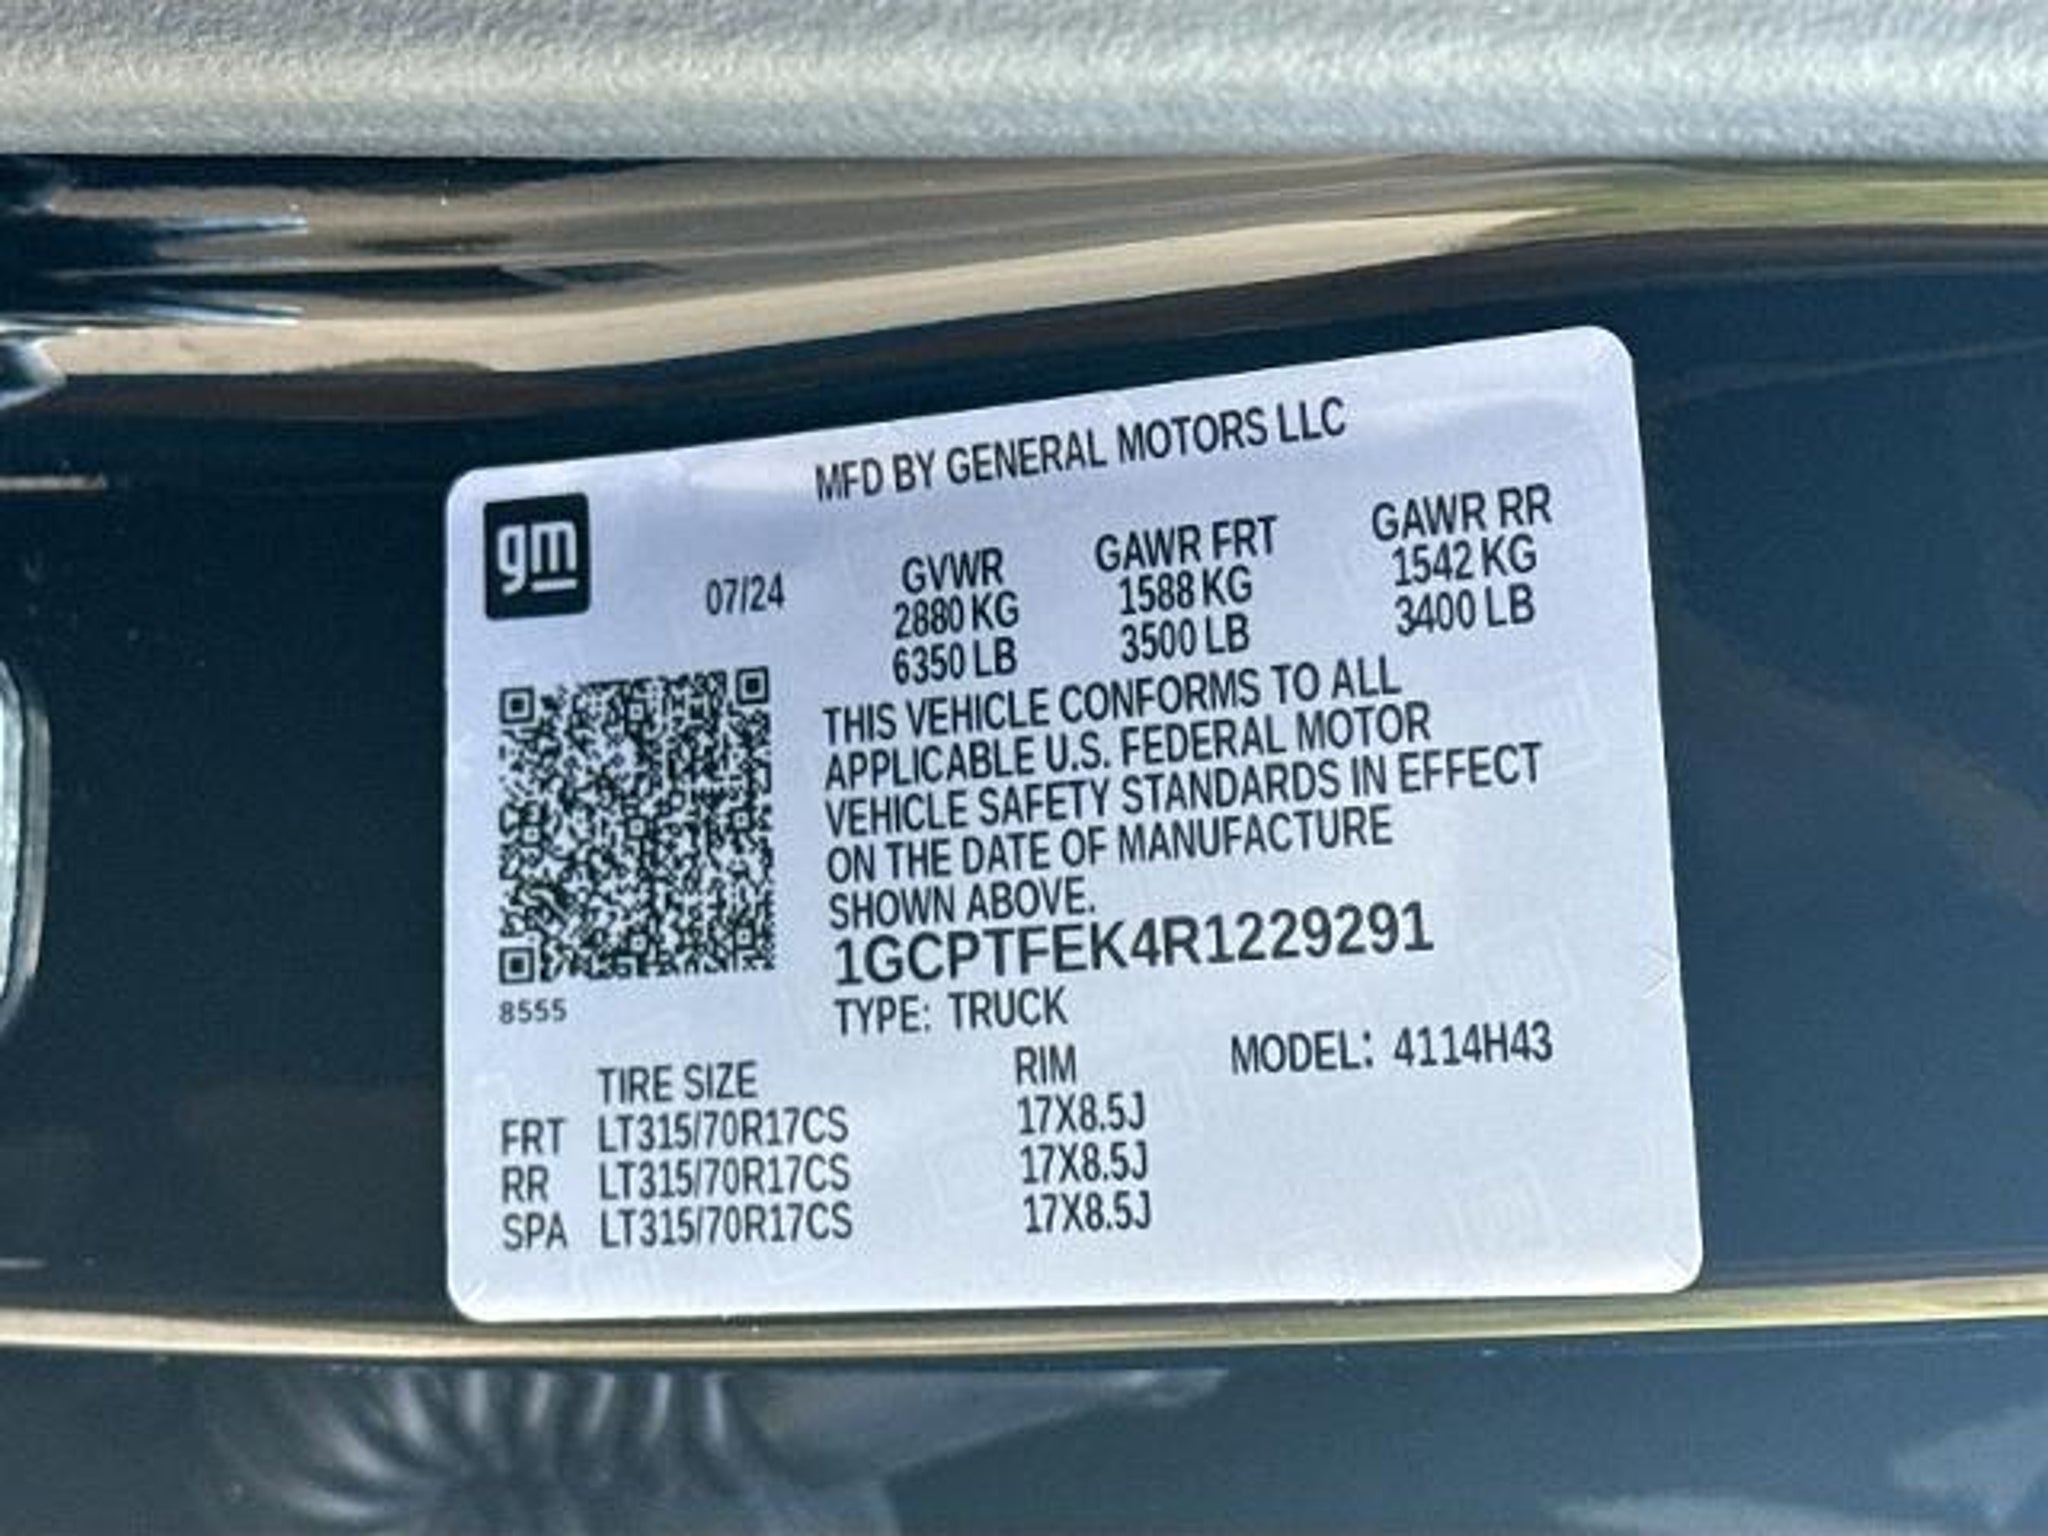 MFD BY GENERAL MOTORS LLC
gm
07/24
GVWR
2880 KG
6350 LB
GAWR FRT
1588 KG
3500 LB
GAWR RR
1542 KG
3400 LB
THIS VEHICLE CONFORMS TO ALL
APPLICABLE U.S. FEDERAL MOTOR
VEHICLE SAFETY STANDARDS IN EFFECT
ON THE DATE OF MANUFACTURE
SHOWN ABOVE.
1GCPTFEK4R1229291
8555
TYPE: TRUCK
MODEL: 4114H43
TIRE SIZE RIM
FRT LT315/70R17CS 17X8.5J
RR LT315/70R17CS 17X8.5J
SPA LT315/70R17CS 17X8.5J